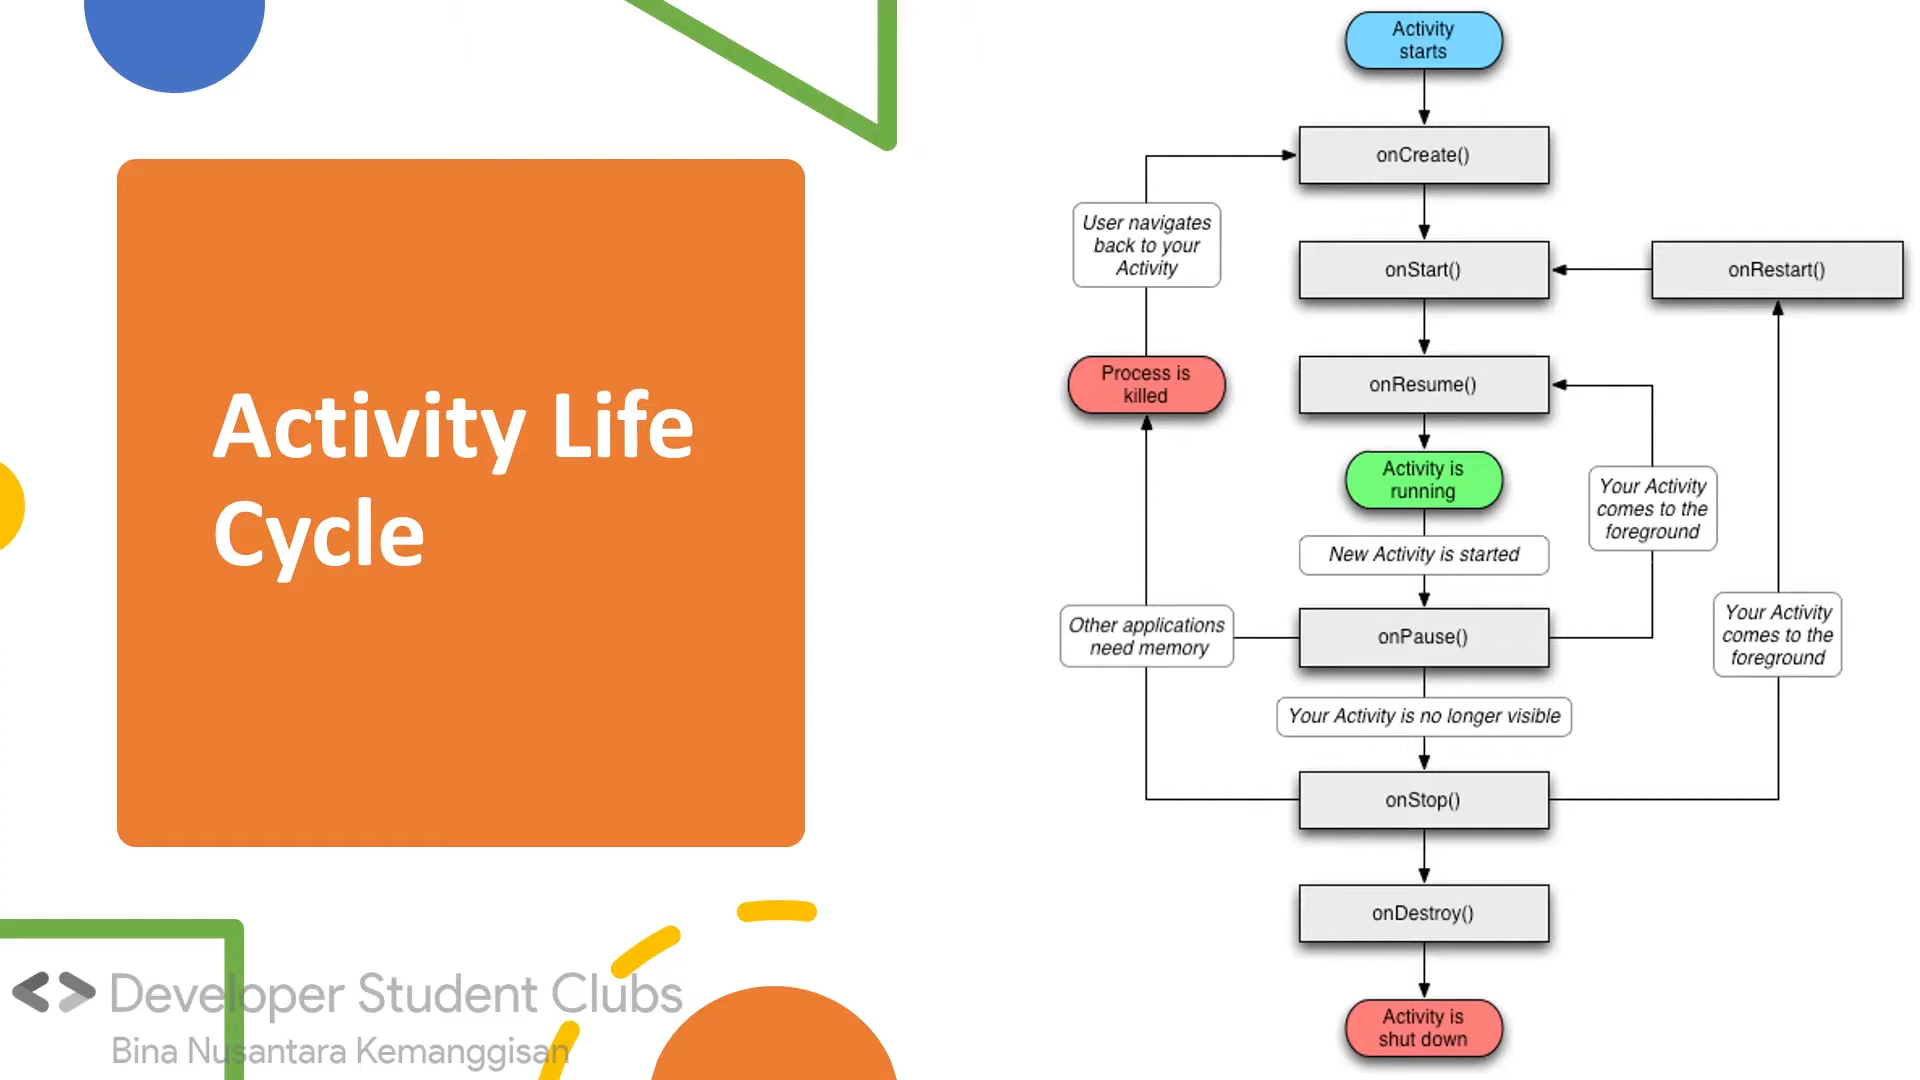 Activity Life
Cycle
Developer Student Clubs
Bina Nusantara Kemanggisan
Activity
starts
onCreate()
User navigates
back to your
Activity
onStart()
onRestart()
Process is
killed
onResume()
Activity is
running
Your Activity
comes to the
foreground
New Activity is started
Other applications
need memory
onPause()
Your Activity
comes to the
foreground
Your Activity is no longer visible
onStop()
onDestroy()
Activity is
shut down